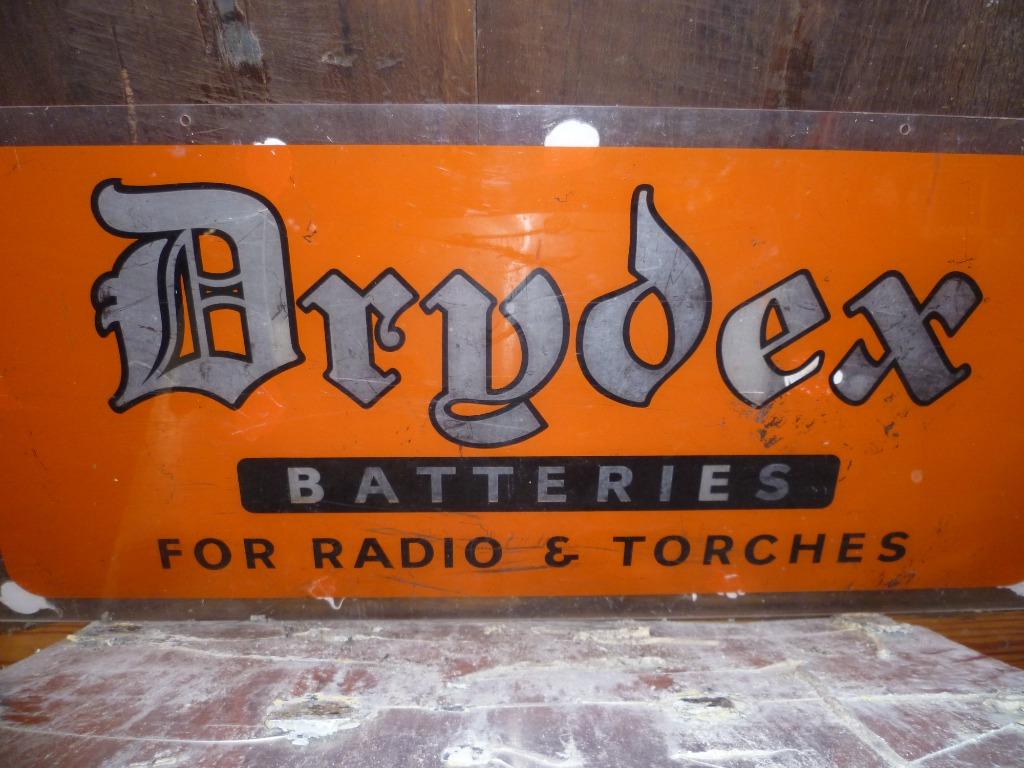 Drydex
BATTERIES
FOR RADIO & TORCHES